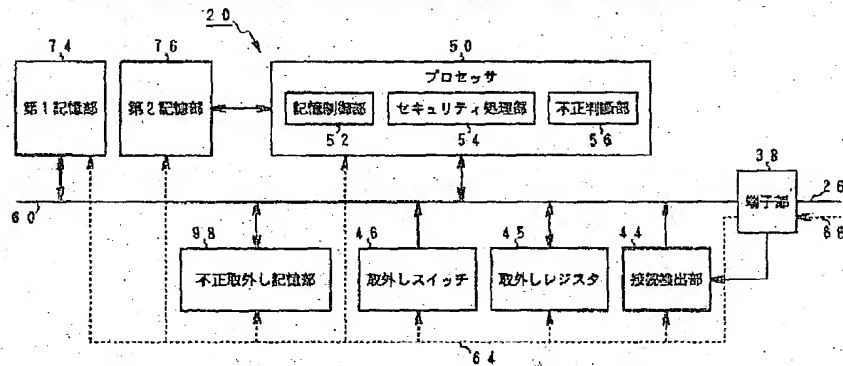 20
74
76
50
第1記憶部
第2記憶部
プロセッサ
記憶制御部
セキュリティ処理部
不正判断部
52
54
56
38
端子部
26
66
60
98
46
45
44
不正取外し記憶部
取外しスイッチ
取外しレジスタ
接続検出部
64